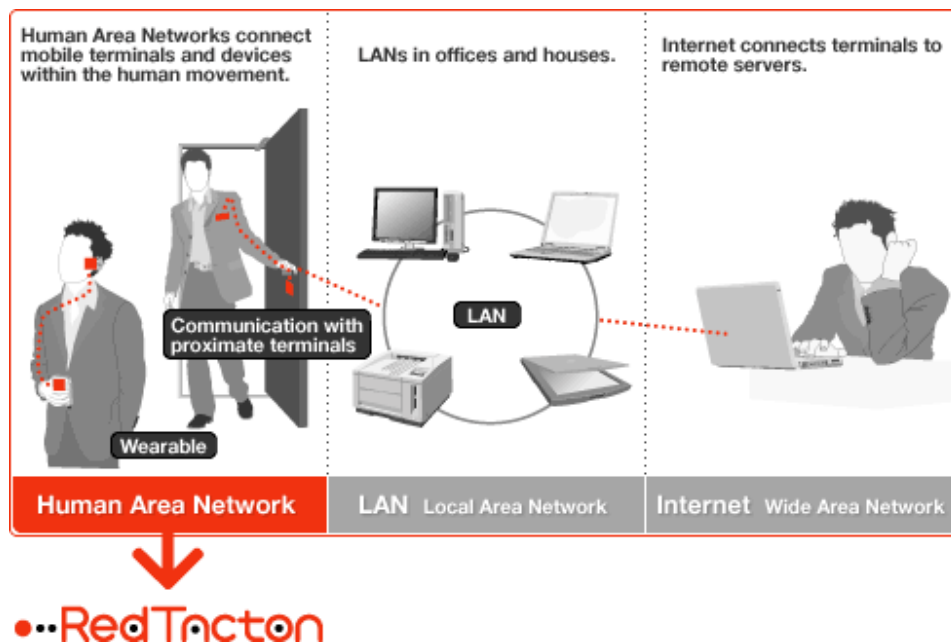 Human Area Networks connect
mobile terminals and devices
within the human movement.
LANs in offices and houses.
Internet connects terminals to
remote servers.
Communication with
proximate terminals
Wearable
LAN
Human Area Network
LAN Local Area Network
Internet Wide Area Network
RedTacton